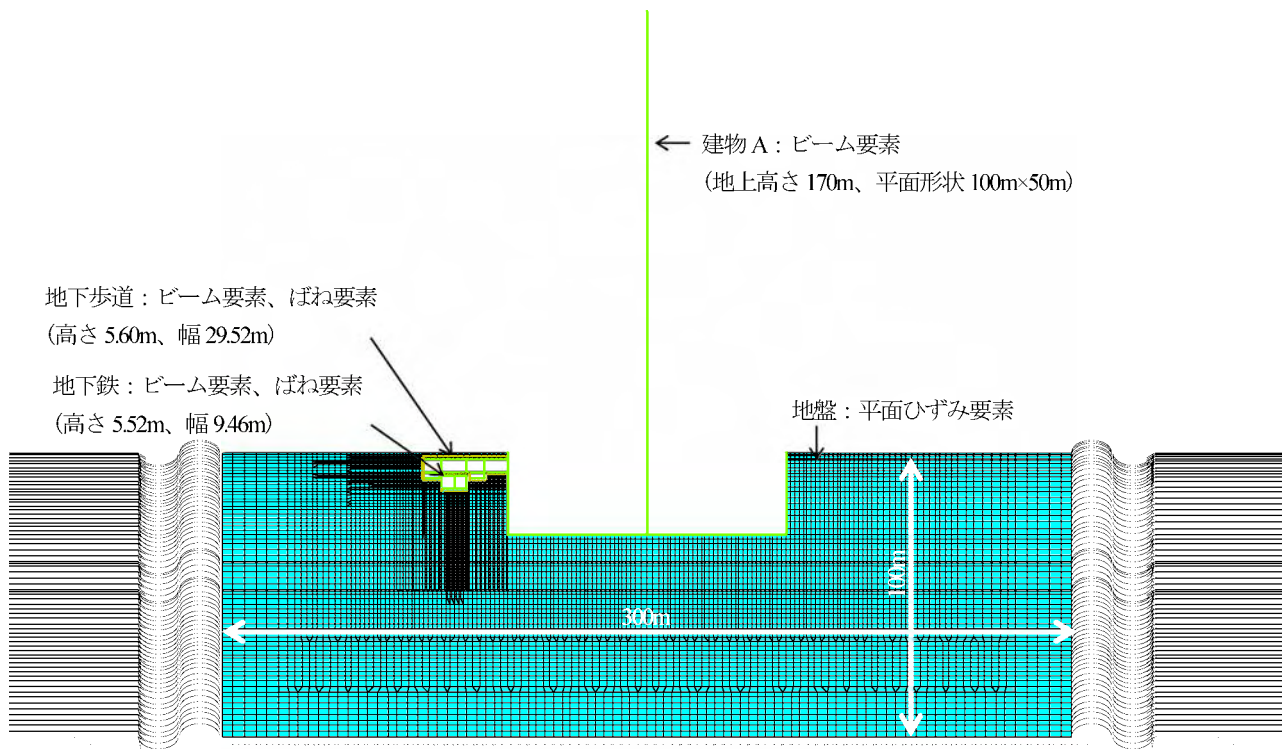 建物 A：ビーム要素
(地上高さ 170m、平面形状 100m×50m)
地下歩道：ビーム要素、ばね要素
(高さ 5.60m、幅 29.52m)
地下鉄：ビーム要素、ばね要素
(高さ 5.52m、幅 9.46m)
地盤：平面ひずみ要素
100m
300m